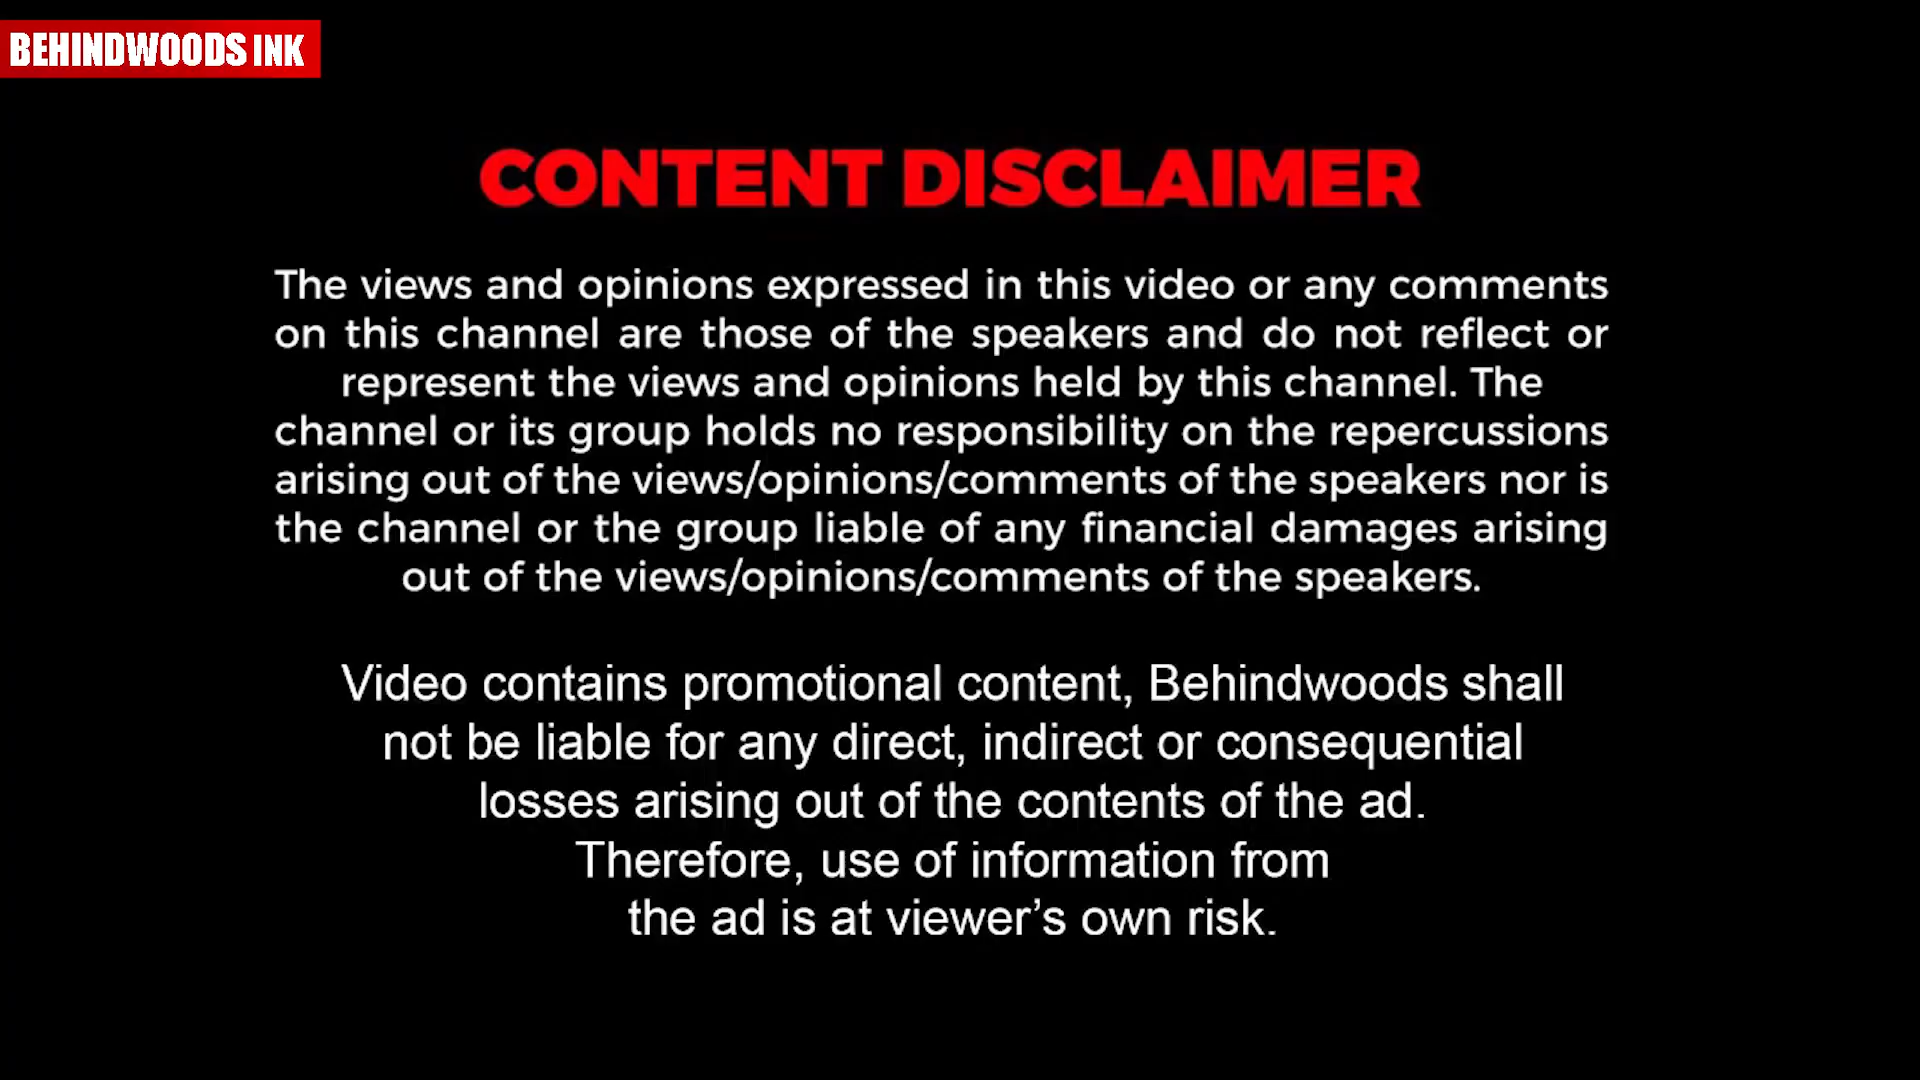 BEHINDWOODS INK
CONTENT DISCLAIMER
The views and opinions expressed in this video or any comments
on this channel are those of the speakers and do not reflect or
represent the views and opinions held by this channel. The
channel or its group holds no responsibility on the repercussions
arising out of the views/opinions/comments of the speakers nor is
the channel or the group liable of any financial damages arising
out of the views/opinions/comments of the speakers.
Video contains promotional content, Behindwoods shall
not be liable for any direct, indirect or consequential
losses arising out of the contents of the ad.
Therefore, use of information from
the ad is at viewer’s own risk.